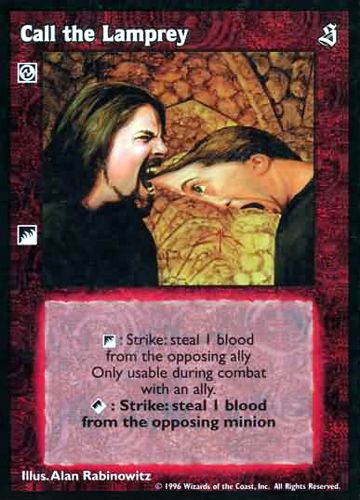 Call the Lamprey
: Strike: steal 1 blood
from the opposing ally
Only usable during combat
with an ally.
: Strike: steal 1 blood
from the opposing minion
Illus. Alan Rabinowitz
© 1996 Wizards of the Coast, Inc. All Rights Reserved.